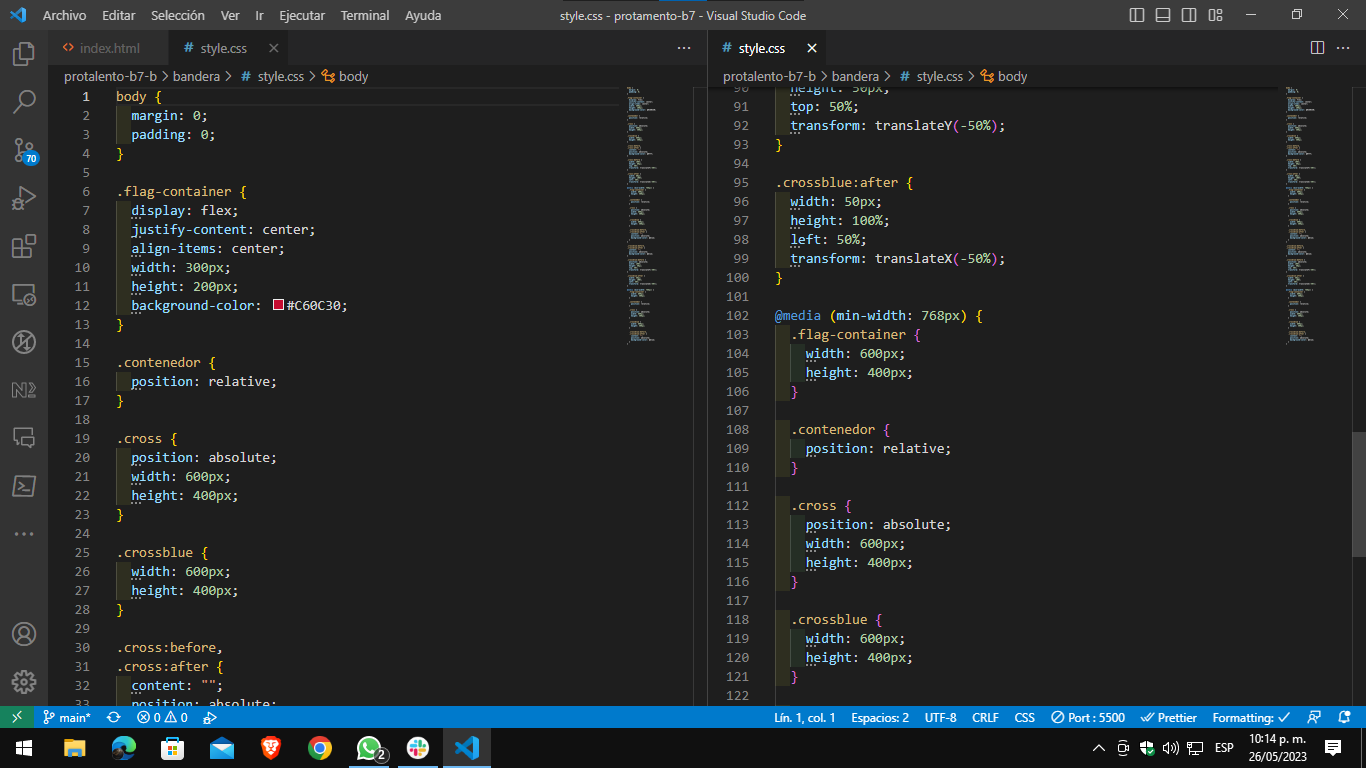 Archivo Editar Selección Ver Ir Ejecutar Terminal Ayuda
style.css - protamento-b7 - Visual Studio Code
index.html
# style.css
protalento-b7-b > bandera > # style.css > body
1 body {
2 margin: 0;
3 padding: 0;
4 }
5
6 .flag-container {
7 display: flex;
8 justify-content: center;
9 align-items: center;
10 width: 300px;
11 height: 200px;
12 background-color: #C60C30;
13 }
14
15 .contenedor {
16 position: relative;
17 }
18
19 .cross {
20 position: absolute;
21 width: 600px;
22 height: 400px;
23 }
24
25 .crossblue {
26 width: 600px;
27 height: 400px;
28 }
29
30 .cross:before,
31 .cross:after {
32 content: "";
33 position: absolute;
# style.css
protalento-b7-b > bandera > # style.css > body
90 height: 50px;
91 top: 50%;
92 transform: translateY(-50%);
93 }
94
95 .crossblue:after {
96 width: 50px;
97 height: 100%;
98 left: 50%;
99 transform: translateX(-50%);
100 }
101
102 @media (min-width: 768px) {
103 .flag-container {
104 width: 600px;
105 height: 400px;
106 }
107
108 .contenedor {
109 position: relative;
110 }
111
112 .cross {
113 position: absolute;
114 width: 600px;
115 height: 400px;
116 }
117
118 .crossblue {
119 width: 600px;
120 height: 400px;
121 }
122
70
main* 0 0
Lín. 1, col. 1 Espacios: 2 UTF-8 CRLF CSS Port : 5500 Prettier Formatting:
2
ESP
10:14 p. m.
26/05/2023